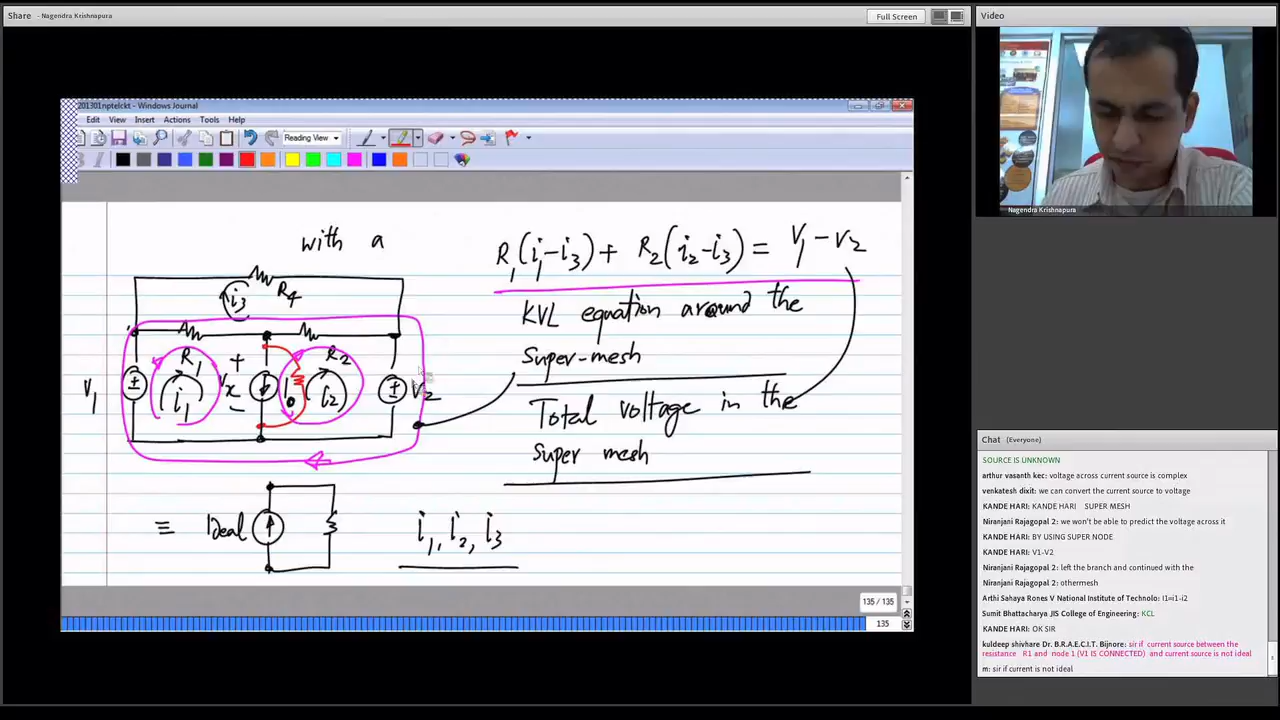 Share - Nagendra Krishnapura
Full Screen
Video
201301nptelckt - Windows Journal
Edit View Insert Actions Tools Help
Reading View
with a
R1(i1-i3) + R2(i2-i3) = V1-V2
R4
i3
KVL equation around the
Super-mesh
R1 R2
V1 i1 + Vx - i2 V2
Total voltage in the
Super mesh
≡ Ideal
i1, i2, i3
135 / 135
135
Nagendra Krishnapura
Chat (Everyone)
SOURCE IS UNKNOWN
arthur vasanth kec: voltage across current source is complex
venkatesh dixit: we can convert the current source to voltage
KANDE HARI: KANDE HARI SUPER MESH
Niranjani Rajagopal 2: we won't be able to predict the voltage across it
KANDE HARI: BY USING SUPER NODE
KANDE HARI: V1-V2
Niranjani Rajagopal 2: left the branch and continued with the
Niranjani Rajagopal 2: othermesh
Arthi Sahaya Rones V National Institute of Technolo: I1=i1-i2
Sumit Bhattacharya JIS College of Engineering: KCL
KANDE HARI: OK SIR
kuldeep shivhare Dr. B.R.A.E.C.I.T. Bijnore: sir if current source between the
resistance R1 and node 1 (V1 IS CONNECTED) and current source is not ideal
m: sir if current is not ideal